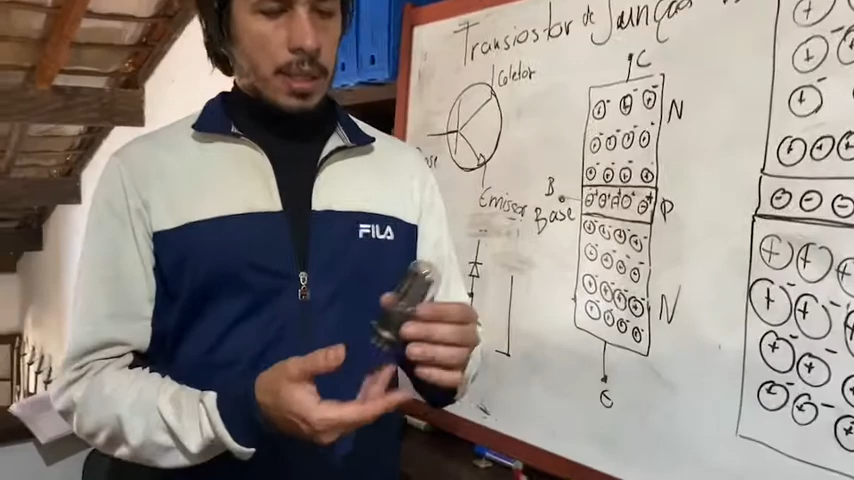 Transistor de Junção
Coletor
C
N
B
Base
P
Emissor
N
FILA